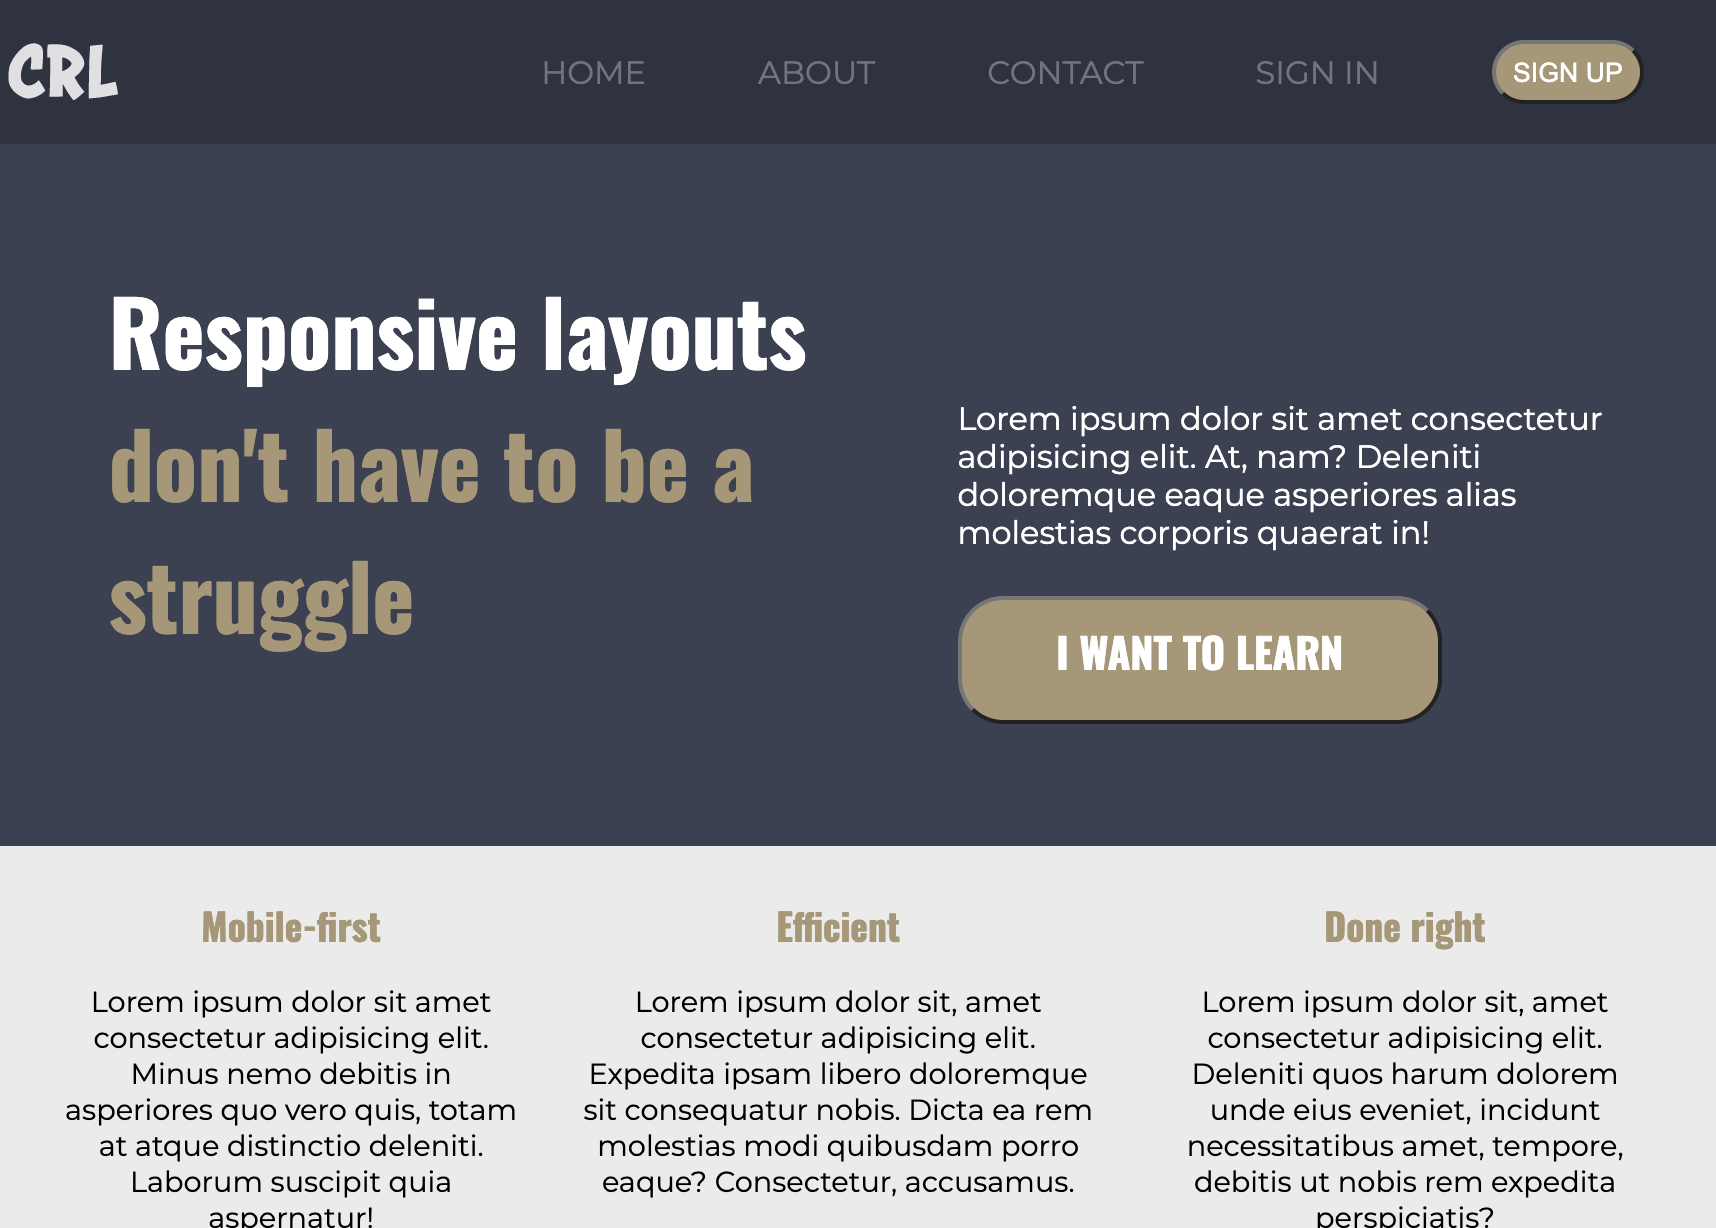 CRL
HOME
ABOUT
CONTACT
SIGN IN
SIGN UP
Responsive layouts
don't have to be a
struggle
Lorem ipsum dolor sit amet consectetur
adipisicing elit. At, nam? Deleniti
doloremque eaque asperiores alias
molestias corporis quaerat in!
I WANT TO LEARN
Mobile-first
Lorem ipsum dolor sit amet
consectetur adipisicing elit.
Minus nemo debitis in
asperiores quo vero quis, totam
at atque distinctio deleniti.
Laborum suscipit quia
aspernatur!
Efficient
Lorem ipsum dolor sit, amet
consectetur adipisicing elit.
Expedita ipsam libero doloremque
sit consequatur nobis. Dicta ea rem
molestias modi quibusdam porro
eaque? Consectetur, accusamus.
Done right
Lorem ipsum dolor sit, amet
consectetur adipisicing elit.
Deleniti quos harum dolorem
unde eius eveniet, incidunt
necessitatibus amet, tempore,
debitis ut nobis rem expedita
perspiciatis?